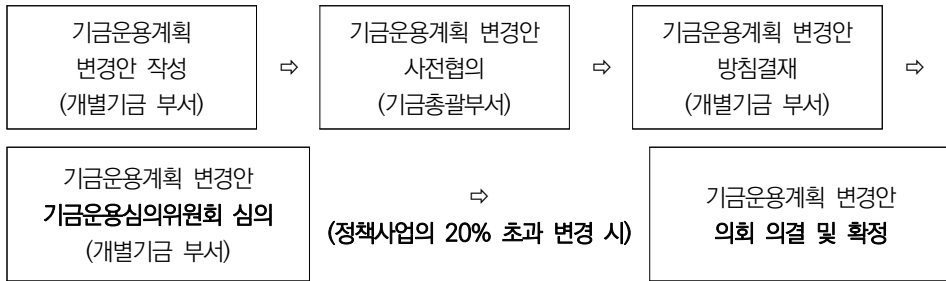 기금운용계획
변경안 작성
(개별기금 부서)
⇨
기금운용계획 변경안
사전협의
(기금총괄부서)
⇨
기금운용계획 변경안
방침결재
(개별기금 부서)
⇨
기금운용계획 변경안
기금운용심의위원회 심의
(개별기금 부서)
⇨
(정책사업의 20% 초과 변경 시)
기금운용계획 변경안
의회 의결 및 확정